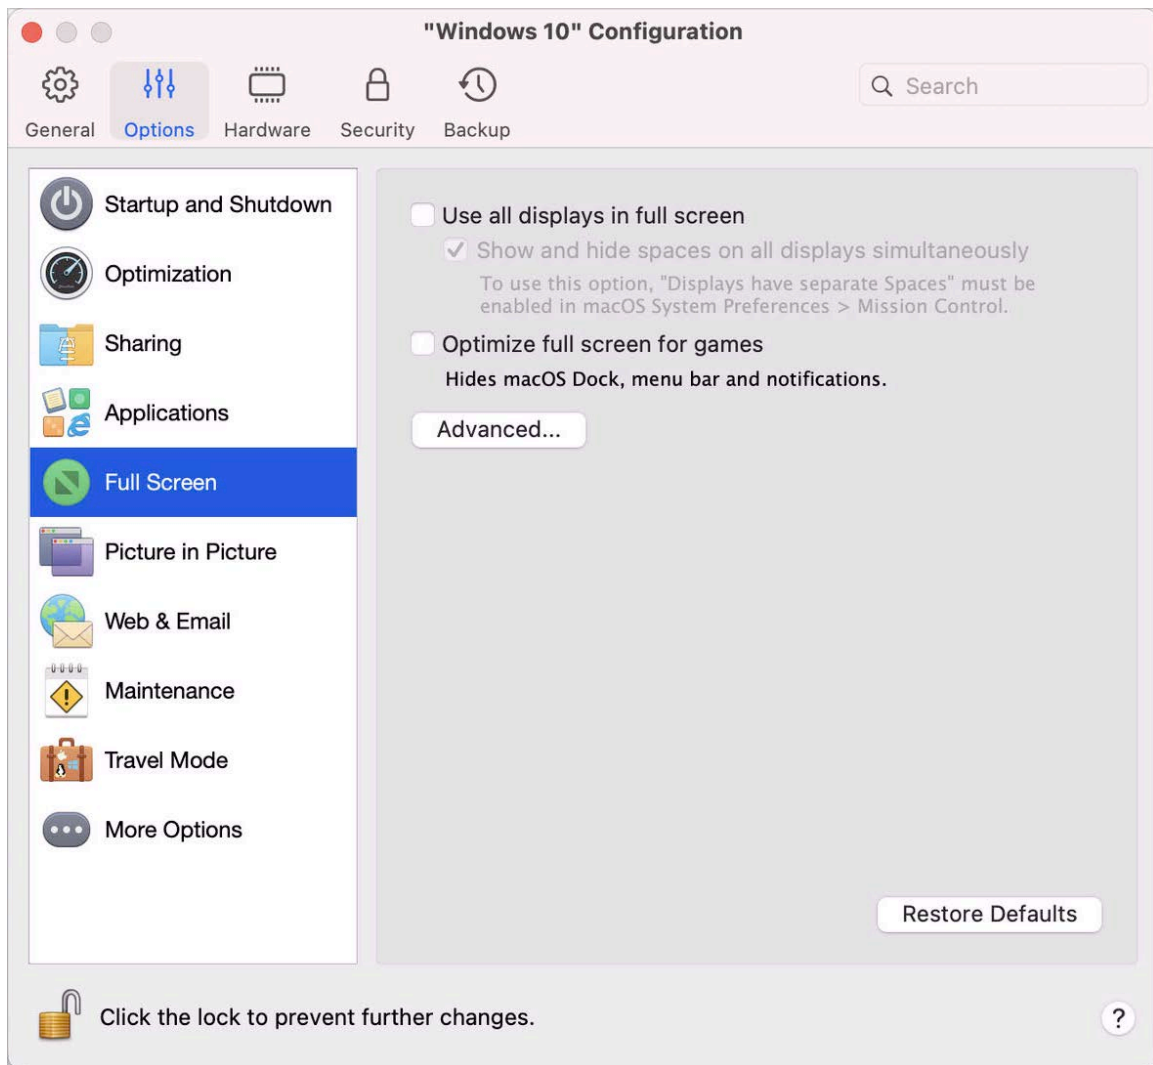 "Windows 10" Configuration
General
Options
Hardware
Security
Backup
Search
Startup and Shutdown
Optimization
Sharing
Applications
Full Screen
Picture in Picture
Web & Email
Maintenance
Travel Mode
More Options
Use all displays in full screen
Show and hide spaces on all displays simultaneously
To use this option, "Displays have separate Spaces" must be
enabled in macOS System Preferences > Mission Control.
Optimize full screen for games
Hides macOS Dock, menu bar and notifications.
Advanced...
Restore Defaults
Click the lock to prevent further changes.
?